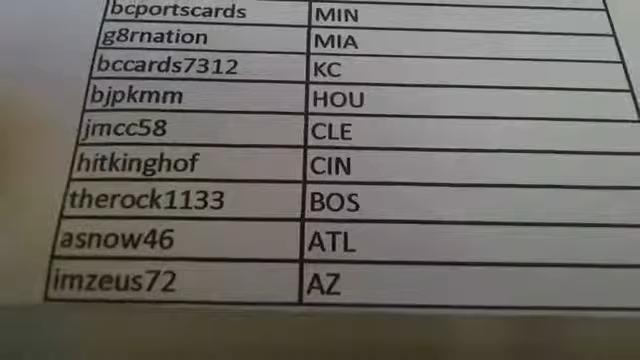 bcportscards MIN
g8rnation MIA
bccards7312 KC
bjpkmm HOU
jmcc58 CLE
hitkinghof CIN
therock1133 BOS
asnow46 ATL
imzeus72 AZ